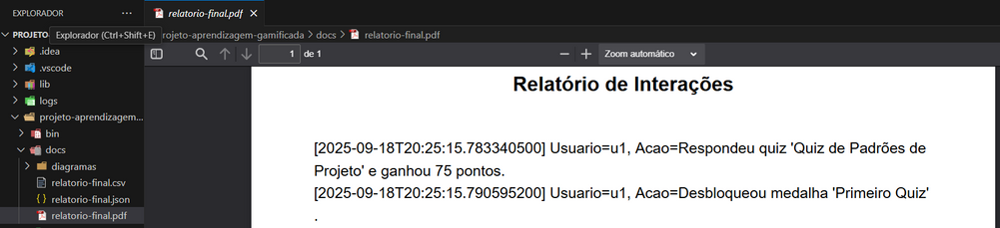 EXPLORADOR ···
relatorio-final.pdf
PROJETO-
Explorador (Ctrl+Shift+E)
rojeto-aprendizagem-gamificada > docs > relatorio-final.pdf
.idea
.vscode
lib
logs
projeto-aprendizagem...
bin
docs
diagramas
relatorio-final.csv
relatorio-final.json
relatorio-final.pdf
1 de 1
Zoom automático
Relatório de Interações
[2025-09-18T20:25:15.783340500] Usuario=u1, Acao=Respondeu quiz 'Quiz de Padrões de
Projeto' e ganhou 75 pontos.
[2025-09-18T20:25:15.790595200] Usuario=u1, Acao=Desbloqueou medalha 'Primeiro Quiz'
.